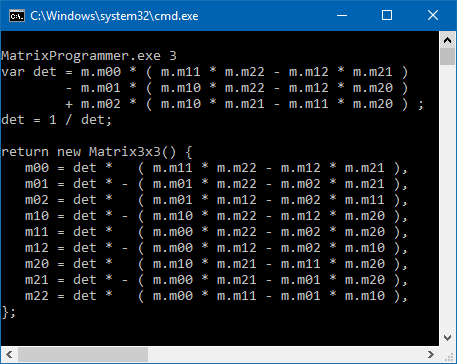 C:\Windows\system32\cmd.exe
MatrixProgrammer.exe 3
var det = m.m00 * ( m.m11 * m.m22 - m.m12 * m.m21 )
        - m.m01 * ( m.m10 * m.m22 - m.m12 * m.m20 )
        + m.m02 * ( m.m10 * m.m21 - m.m11 * m.m20 ) ;
det = 1 / det;
return new Matrix3x3() {
   m00 = det *   ( m.m11 * m.m22 - m.m12 * m.m21 ),
   m01 = det * - ( m.m01 * m.m22 - m.m02 * m.m21 ),
   m02 = det *   ( m.m01 * m.m12 - m.m02 * m.m11 ),
   m10 = det * - ( m.m10 * m.m22 - m.m12 * m.m20 ),
   m11 = det *   ( m.m00 * m.m22 - m.m02 * m.m20 ),
   m12 = det * - ( m.m00 * m.m12 - m.m02 * m.m10 ),
   m20 = det *   ( m.m10 * m.m21 - m.m11 * m.m20 ),
   m21 = det * - ( m.m00 * m.m21 - m.m01 * m.m20 ),
   m22 = det *   ( m.m00 * m.m11 - m.m01 * m.m10 ),
};